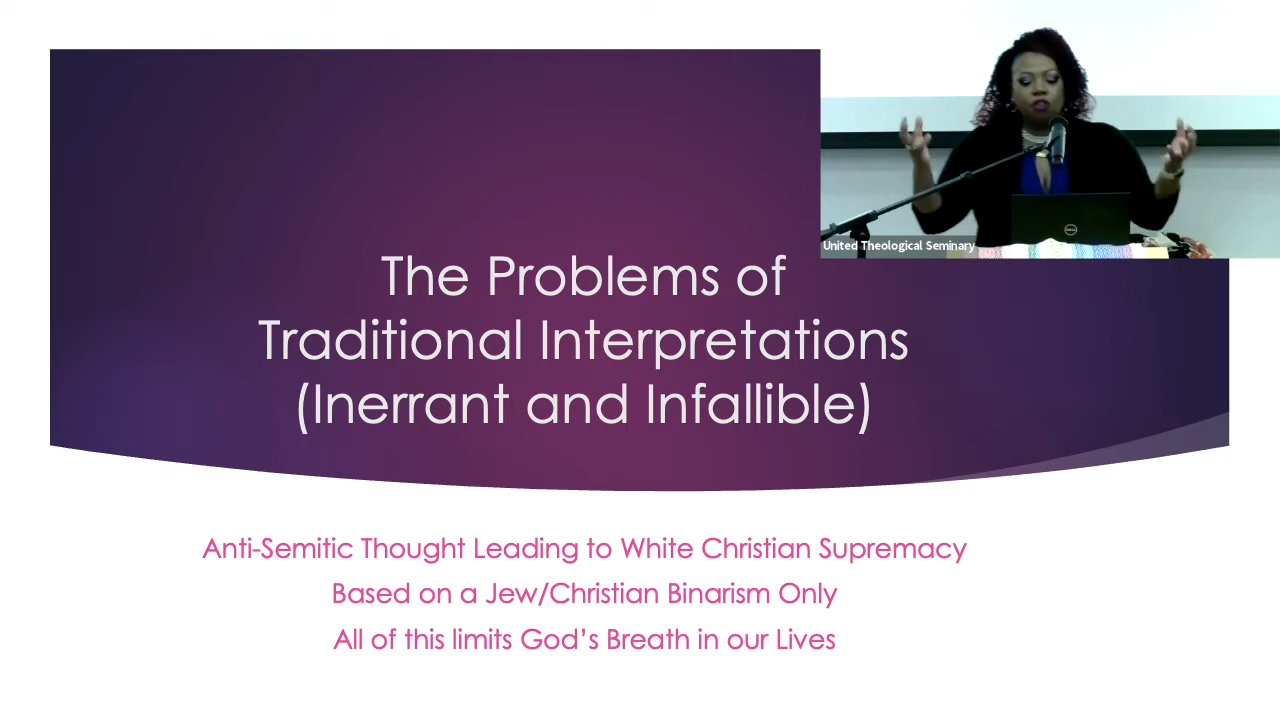 United Theological Seminary
The Problems of
Traditional Interpretations
(Inerrant and Infallible)
Anti-Semitic Thought Leading to White Christian Supremacy
Based on a Jew/Christian Binarism Only
All of this limits God's Breath in our Lives
DELL